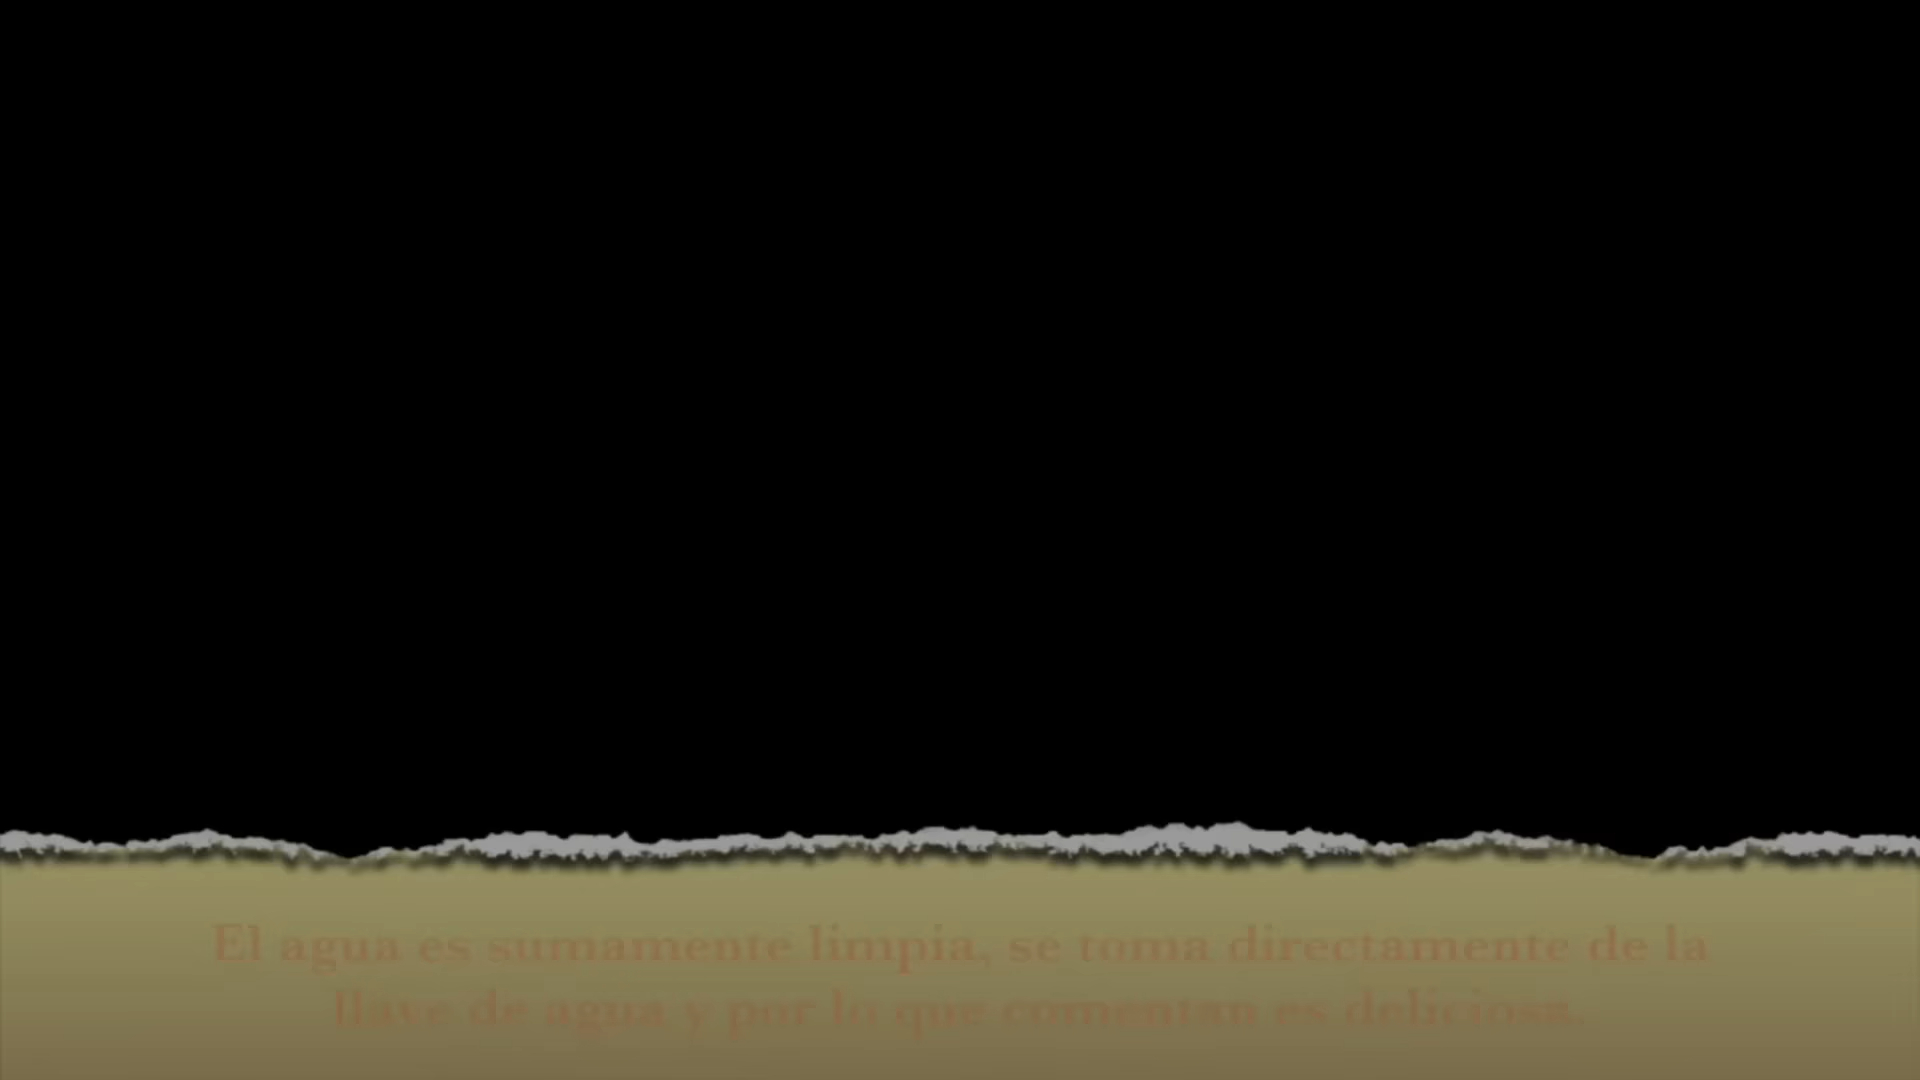 El agua es sumamente limpia, se toma directamente de la
llave de agua y por lo que comentan es deliciosa.